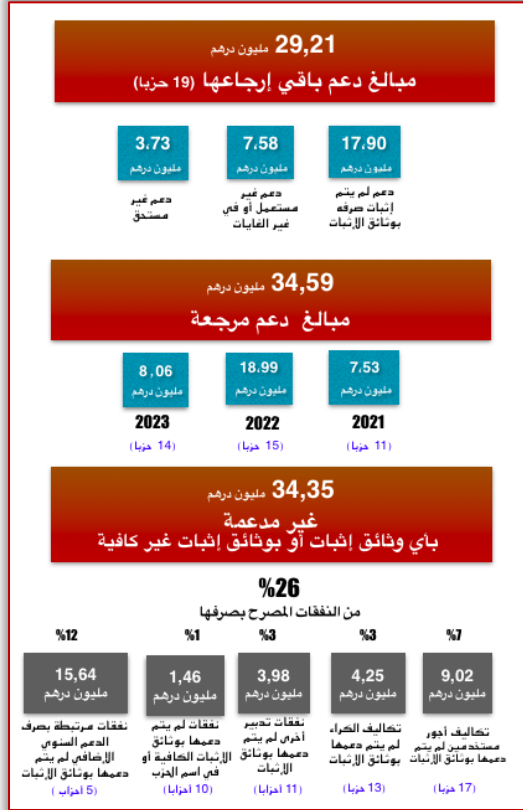 29,21 مليون درهم
مبالغ دعم باقي إرجاعها (19 حزبا)
17،90
مليون درهم
دعم لم يتم
إثبات صرفه
بوثائق الإثبات
7،58
مليون درهم
دعم غير
مستعمل أو في
غير الغايات
3،73
مليون درهم
دعم غير
مستحق
34,59 مليون درهم
مبالغ دعم مرجعة
7،53
مليون درهم
2021
(11 حزبا)
18،99
مليون درهم
2022
(15 حزبا)
8,06
مليون درهم
2023
(14 حزبا)
34,35 مليون درهم
غير مدعمة
بأي وثائق إثبات أو بوثائق إثبات غير كافية
%26
من النفقات المصرح بصرفها
%7
9,02
مليون درهم
تكاليف أجور
مستخدمين لم يتم
دعمها بوثائق الإثبات
(17 حزبا)
%3
4,25
مليون درهم
تكاليف الكراء
لم يتم دعمها
بوثائق الإثبات
(13 حزبا)
%3
3,98
مليون درهم
نفقات تدبير
أخرى لم يتم
دعمها بوثائق
الإثبات
(11 أحزابا)
%1
1,46
مليون درهم
نفقات لم يتم
دعمها بوثائق
الإثبات الكافية أو
في اسم الحزب
(10 أحزابا)
%12
15,64
مليون درهم
نفقات مرتبطة بصرف
الدعم السنوي
الإضافي لم يتم
دعمها بوثائق الإثبات
(5 أحزاب)